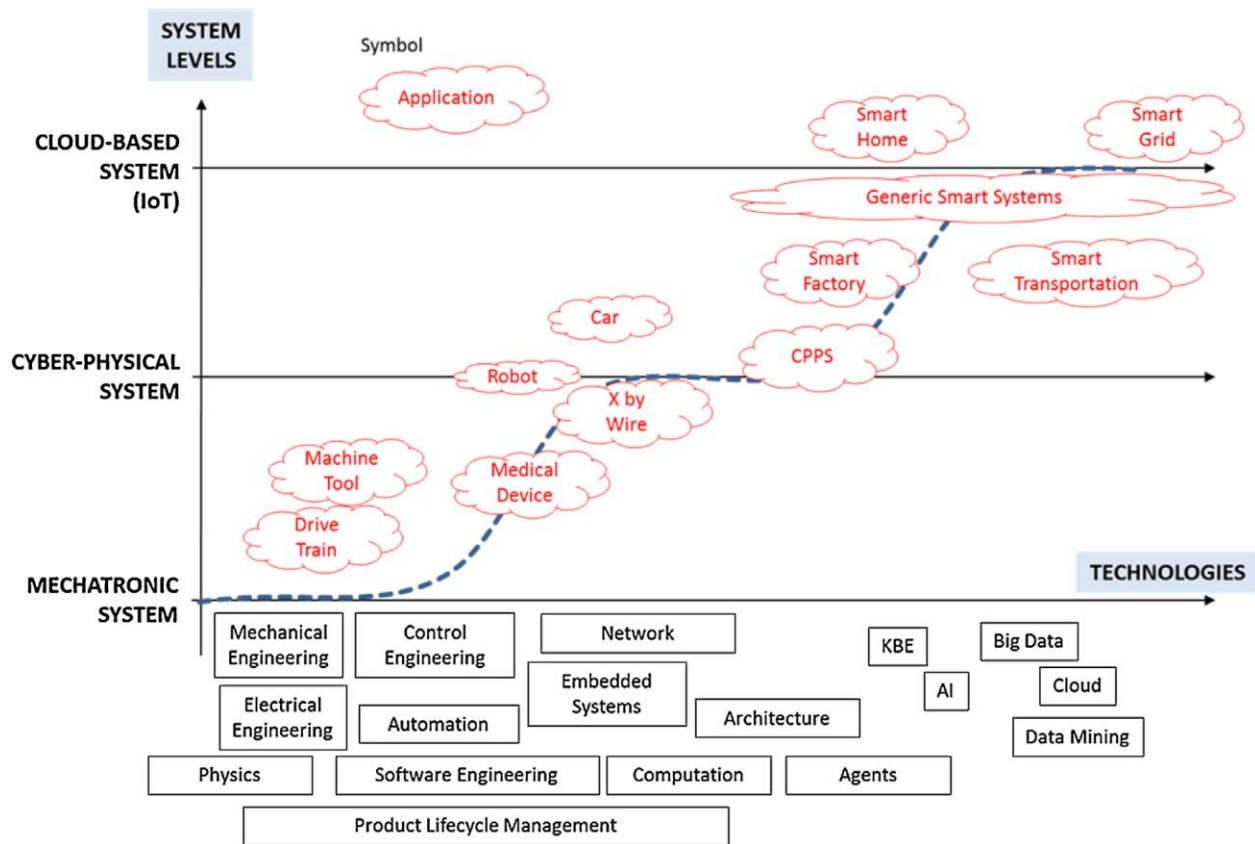 SYSTEM
LEVELS
Symbol
Application
Smart
Home
Smart
Grid
CLOUD-BASED
SYSTEM
(IoT)
Generic Smart Systems
Smart
Factory
Smart
Transportation
Car
CYBER-PHYSICAL
SYSTEM
Robot
CPPS
X by
Wire
Machine
Tool
Medical
Device
Drive
Train
MECHATRONIC
SYSTEM
TECHNOLOGIES
Mechanical
Engineering
Control
Engineering
Network
KBE
Big Data
Electrical
Engineering
Automation
Embedded
Systems
Architecture
AI
Cloud
Data Mining
Physics
Software Engineering
Computation
Agents
Product Lifecycle Management